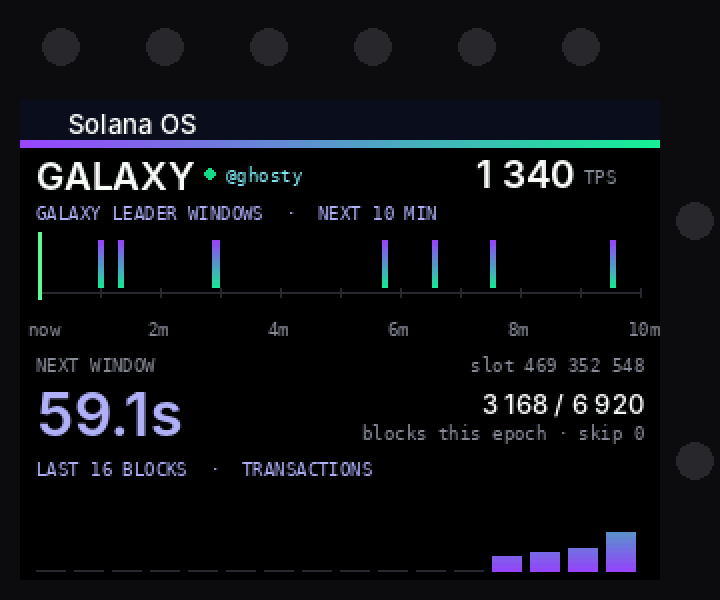 Solana OS
GALAXY @ghosty 1 340 TPS
GALAXY LEADER WINDOWS · NEXT 10 MIN
now 2m 4m 6m 8m 10m
NEXT WINDOW slot 469 352 548
59.1s 3 168 / 6 920
blocks this epoch · skip 0
LAST 16 BLOCKS · TRANSACTIONS